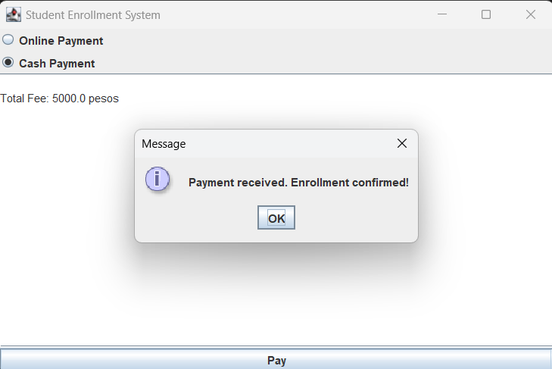 Student Enrollment System
Online Payment
Cash Payment
Total Fee: 5000.0 pesos
Message
Payment received. Enrollment confirmed!
OK
Pay